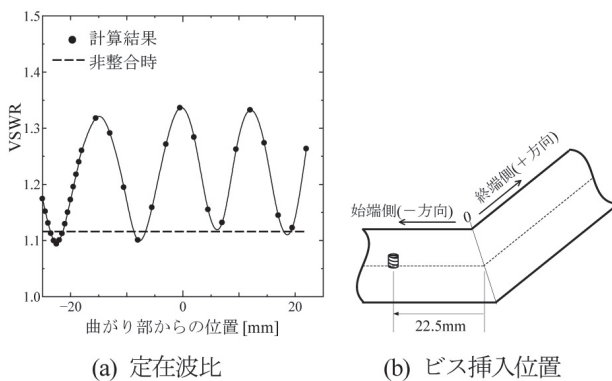 1.5
1.4
1.3
1.2
1.1
1.0
VSWR
計算結果
非整合時
−20
0
20
曲がり部からの位置 [mm]
(a) 定在波比
終端側(+方向)
始端側(−方向)
0
22.5mm
(b) ビス挿入位置